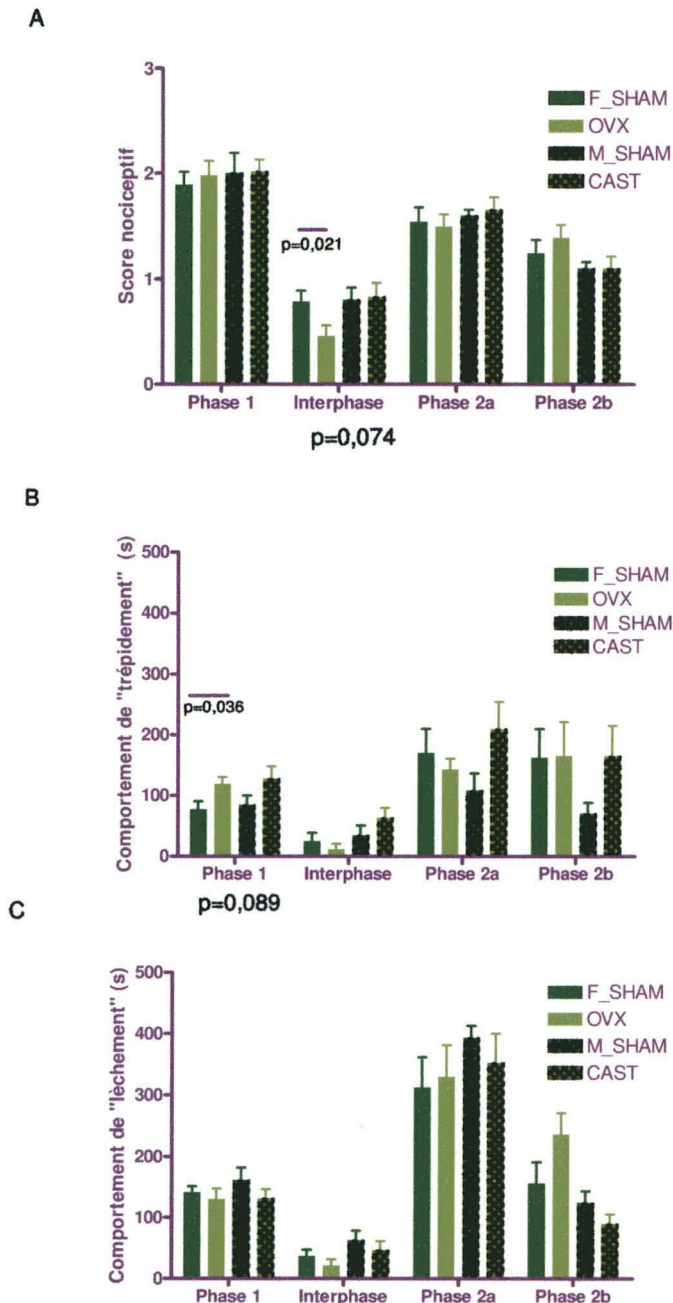 A
Score nociceptif
3
2
1
0
F_SHAM
OVX
M_SHAM
CAST
p=0,021
Phase 1 Interphase Phase 2a Phase 2b
p=0,074
B
Comportement de "trépidement" (s)
500
400
300
200
100
0
F_SHAM
OVX
M_SHAM
CAST
p=0,036
Phase 1 Interphase Phase 2a Phase 2b
p=0,089
C
Comportement de "lèchement" (s)
500
400
300
200
100
0
F_SHAM
OVX
M_SHAM
CAST
Phase 1 Interphase Phase 2a Phase 2b